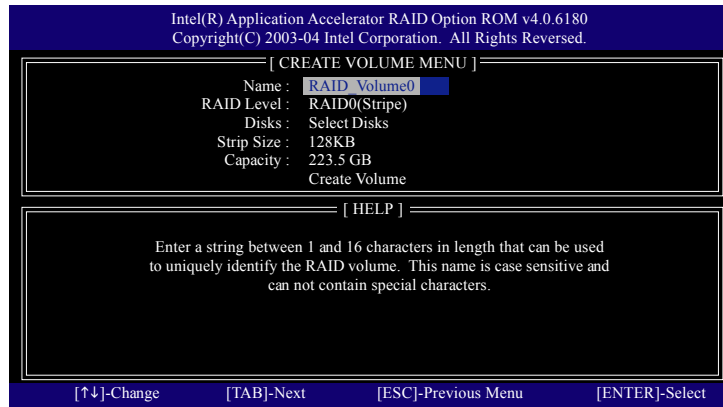 Intel(R) Application Accelerator RAID Option ROM v4.0.6180
Copyright(C) 2003-04 Intel Corporation.  All Rights Reversed.
[ CREATE VOLUME MENU ]
Name : RAID_Volume0
RAID Level : RAID0(Stripe)
Disks : Select Disks
Strip Size : 128KB
Capacity : 223.5 GB
Create Volume
[ HELP ]
Enter a string between 1 and 16 characters in length that can be used
to uniquely identify the RAID volume.  This name is case sensitive and
can not contain special characters.
[↑↓]-Change [TAB]-Next [ESC]-Previous Menu [ENTER]-Select